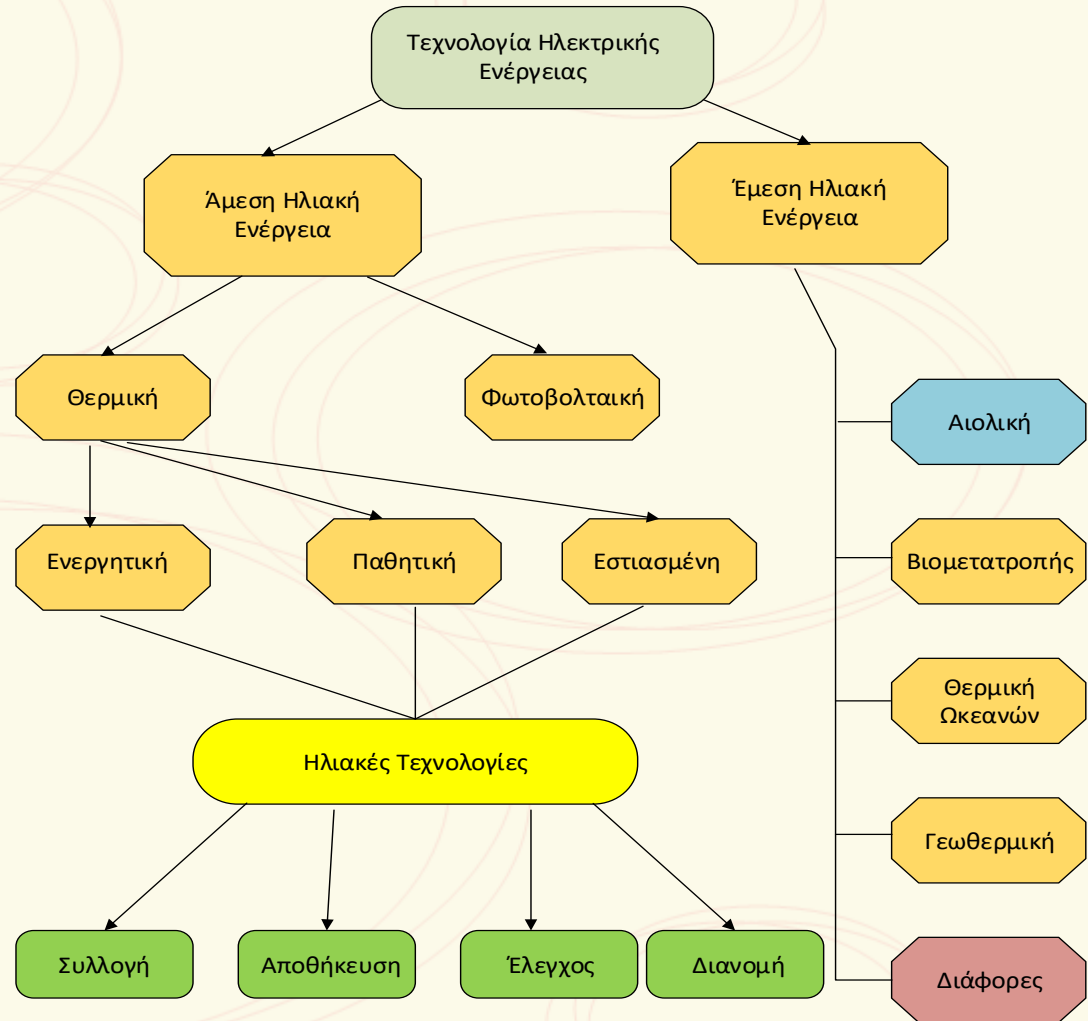 Τεχνολογία Ηλεκτρικής
Ενέργειας
Άμεση Ηλιακή
Ενέργεια
Έμεση Ηλιακή
Ενέργεια
Θερμική
Φωτοβολταική
Αιολική
Ενεργητική
Παθητική
Εστιασμένη
Βιομετατροπής
Θερμική
Ωκεανών
Ηλιακές Τεχνολογίες
Γεωθερμική
Συλλογή
Αποθήκευση
Έλεγχος
Διανομή
Διάφορες